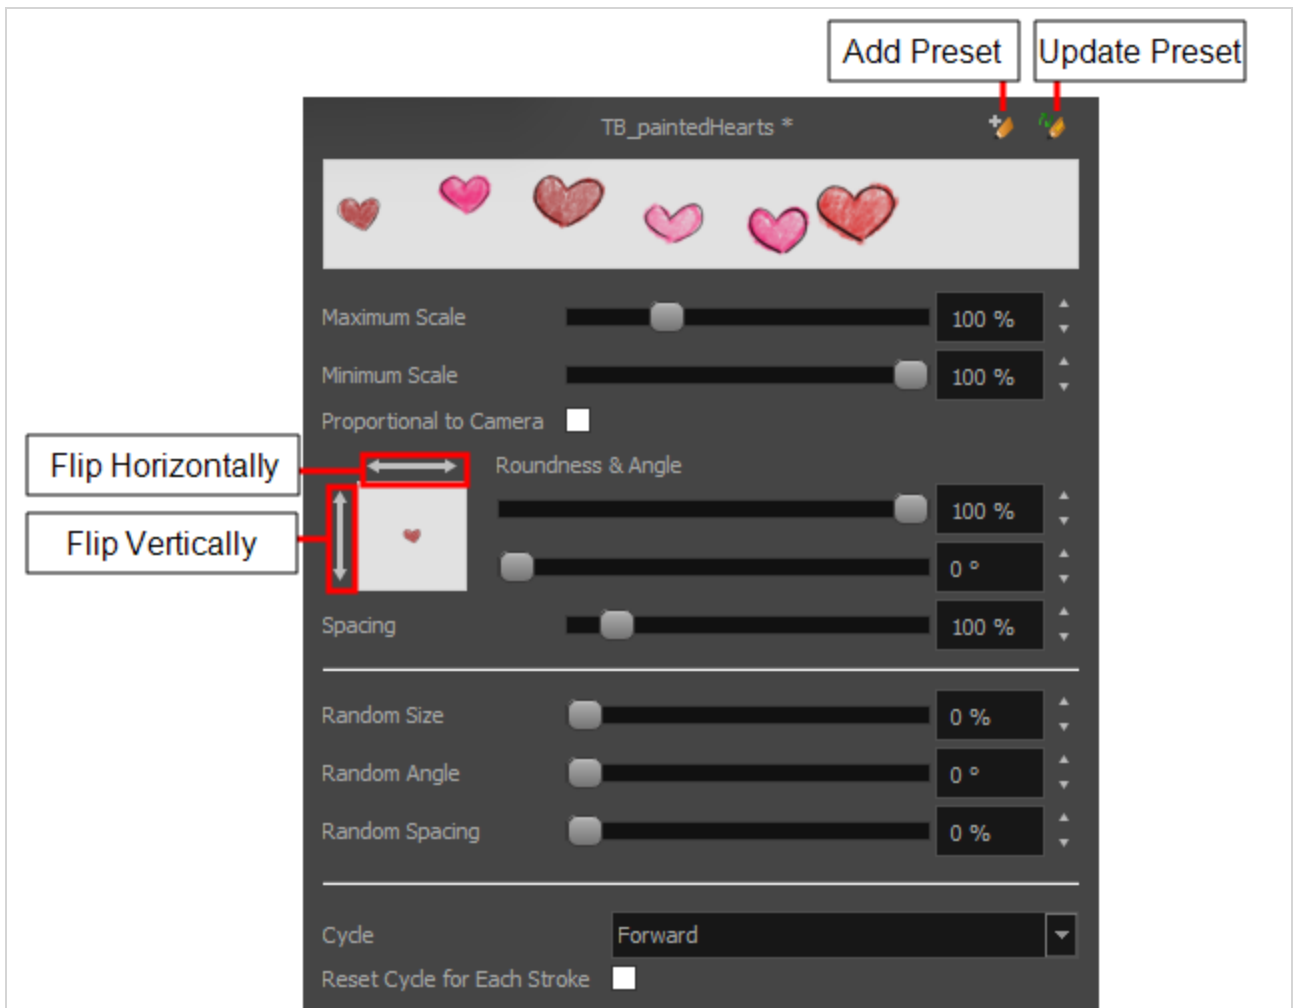 Add Preset
Update Preset
TB_paintedHearts *
Maximum Scale 100 %
Minimum Scale 100 %
Proportional to Camera
Flip Horizontally
Roundness & Angle
100 %
Flip Vertically
0 °
Spacing 100 %
Random Size 0 %
Random Angle 0 °
Random Spacing 0 %
Cycle Forward
Reset Cycle for Each Stroke